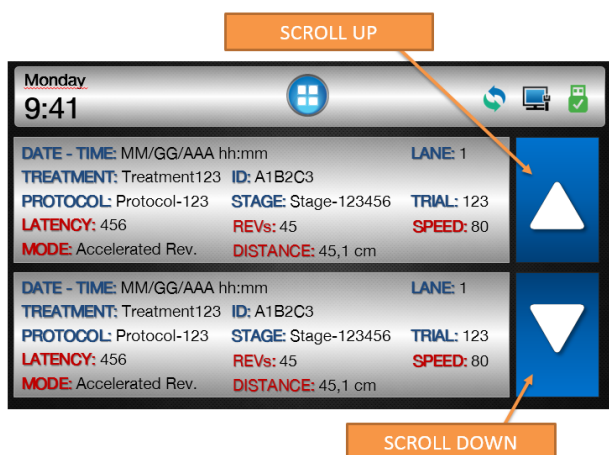 SCROLL UP
Monday
9:41
DATE - TIME: MM/GG/AAA hh:mm LANE: 1
TREATMENT: Treatment123 ID: A1B2C3
PROTOCOL: Protocol-123 STAGE: Stage-123456 TRIAL: 123
LATENCY: 456 REVs: 45 SPEED: 80
MODE: Accelerated Rev. DISTANCE: 45,1 cm
DATE - TIME: MM/GG/AAA hh:mm LANE: 1
TREATMENT: Treatment123 ID: A1B2C3
PROTOCOL: Protocol-123 STAGE: Stage-123456 TRIAL: 123
LATENCY: 456 REVs: 45 SPEED: 80
MODE: Accelerated Rev. DISTANCE: 45,1 cm
SCROLL DOWN